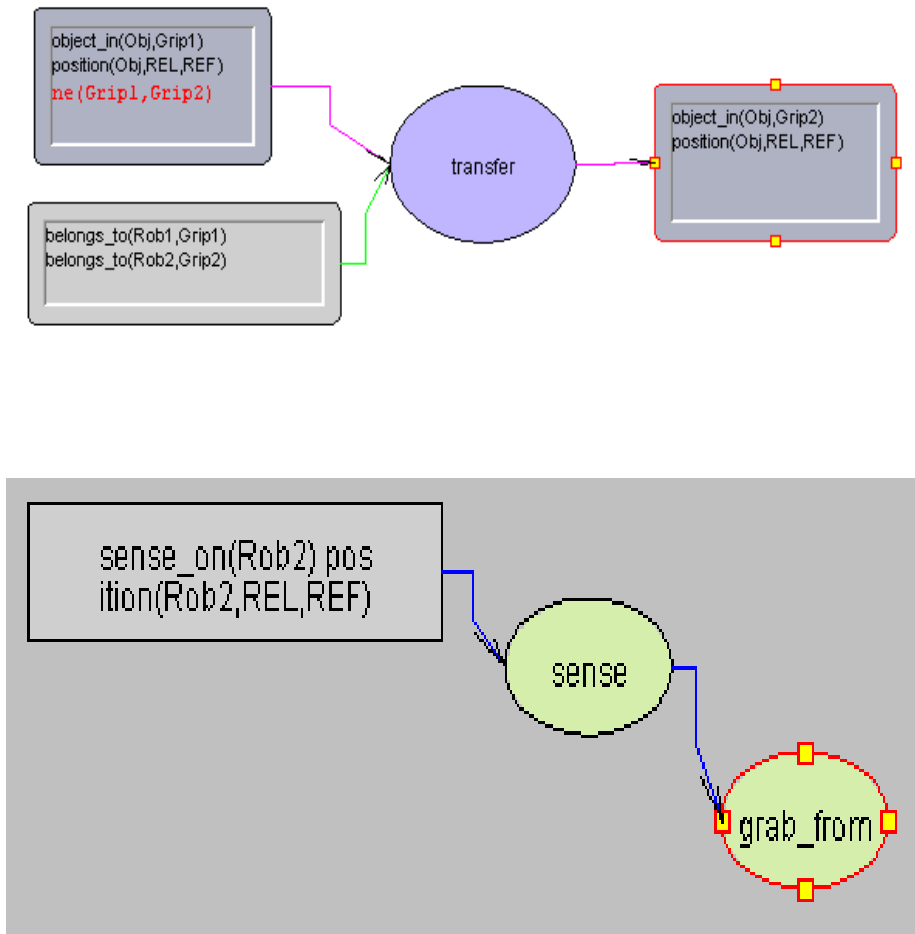 object_in(Obj,Grip1)
position(Obj,REL,REF)
ne(Grip1,Grip2)
belongs_to(Rob1,Grip1)
belongs_to(Rob2,Grip2)
transfer
object_in(Obj,Grip2)
position(Obj,REL,REF)
sense_on(Rob2) pos
ition(Rob2,REL,REF)
sense
grab_from